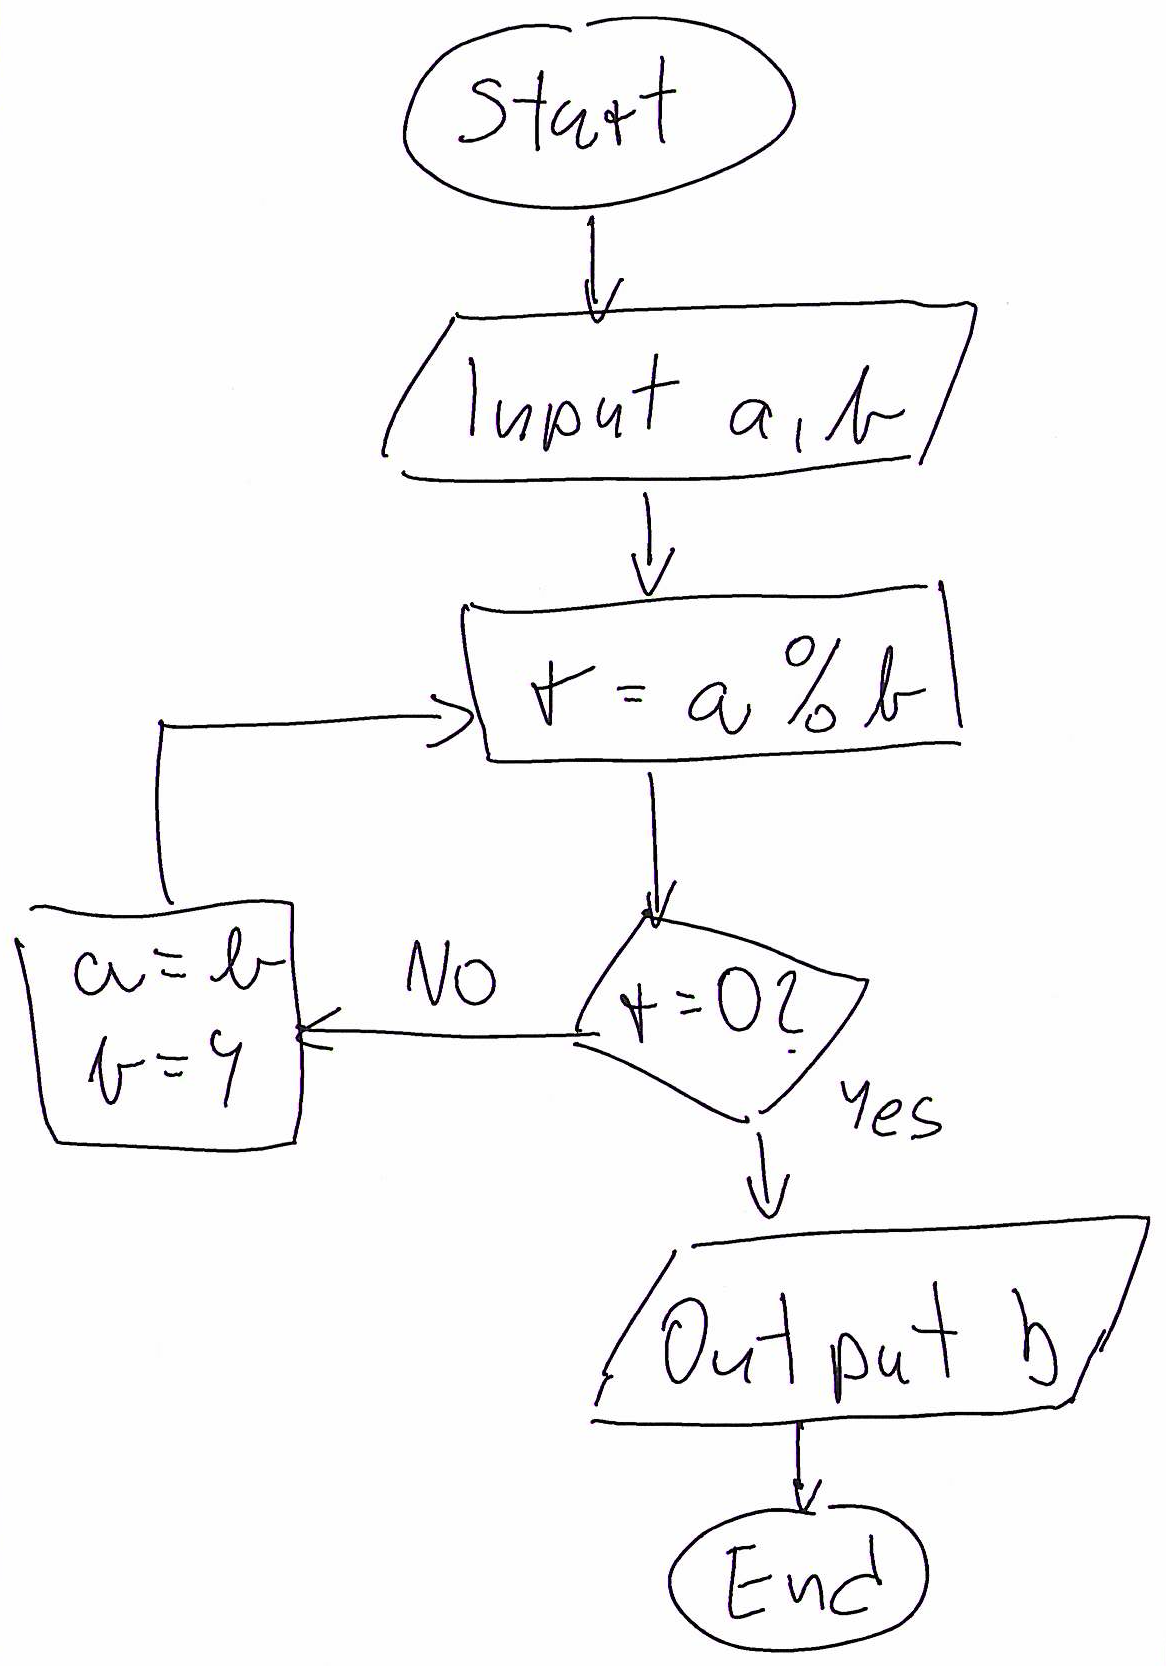 Start
Input a, b
r = a % b
a = b
b =
NO
r = 0?
Yes
Output b
End